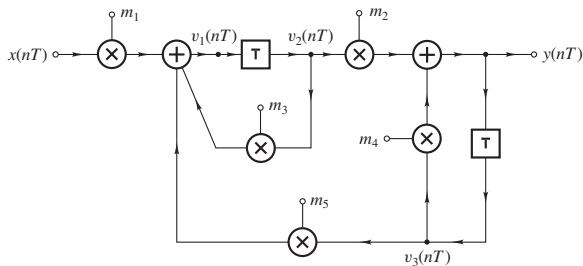 m₁
m₂
x(nT)
v₁(nT)
T
v₂(nT)
y(nT)
m₃
m₄
T
m₅
v₃(nT)